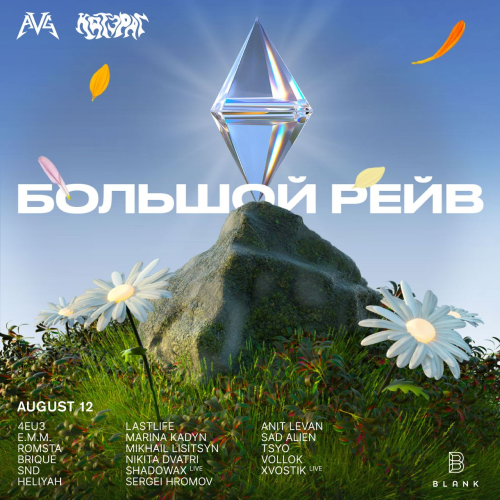 AVA КАТЭРАГ
БОЛЬШОЙ РЕЙВ
AUGUST 12
4EU3
E.M.M.
ROMSTA
BRIQUE
SND
HELIYAH
LASTLIFE
MARINA KADYN
MIKHAIL LISITSYN
NIKITA DVATRI
SHADOWAX LIVE
SERGEI HROMOV
ANIT LEVAN
SAD ALIEN
TSYO
VOLLOK
XVOSTIK LIVE
B
BLANK